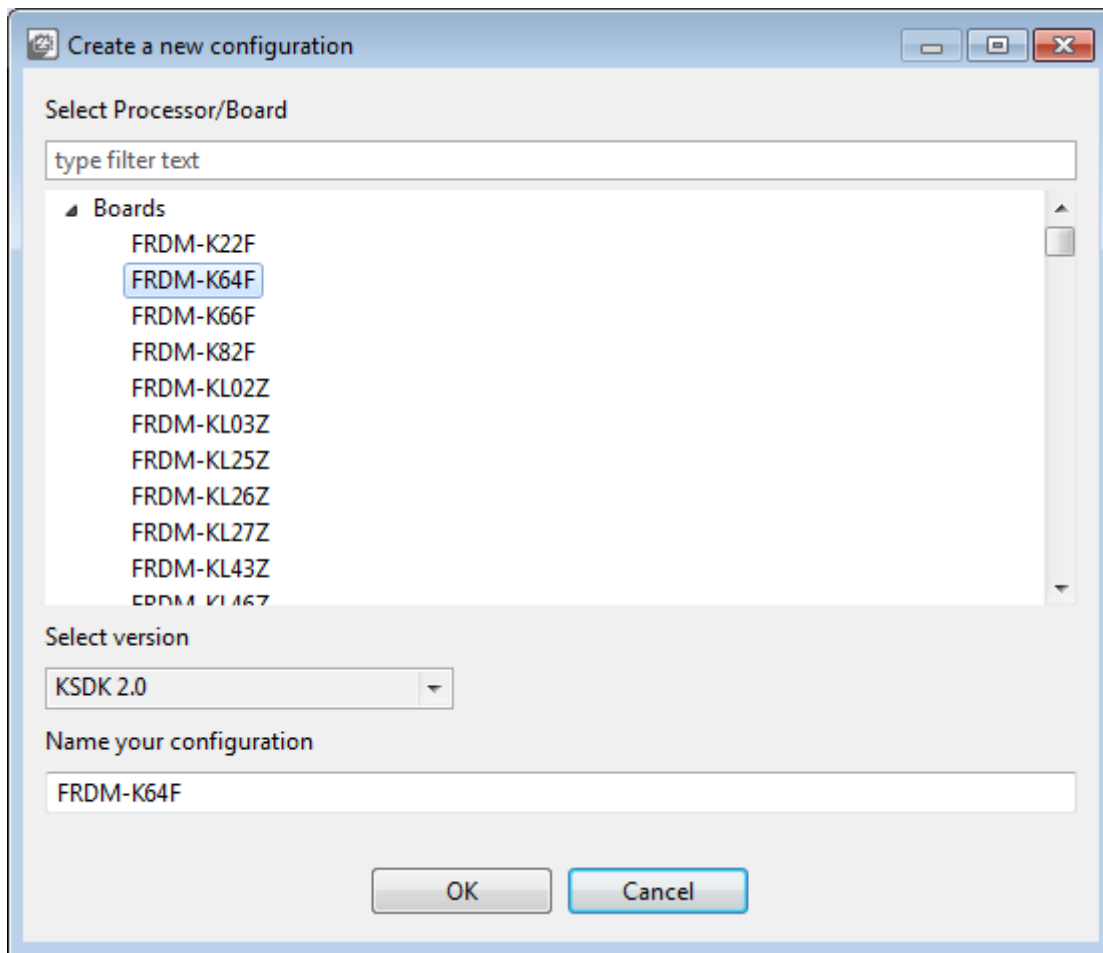 Create a new configuration
Select Processor/Board
type filter text
Boards
FRDM-K22F
FRDM-K64F
FRDM-K66F
FRDM-K82F
FRDM-KL02Z
FRDM-KL03Z
FRDM-KL25Z
FRDM-KL26Z
FRDM-KL27Z
FRDM-KL43Z
FRDM-KL46Z
Select version
KSDK 2.0
Name your configuration
FRDM-K64F
OK Cancel